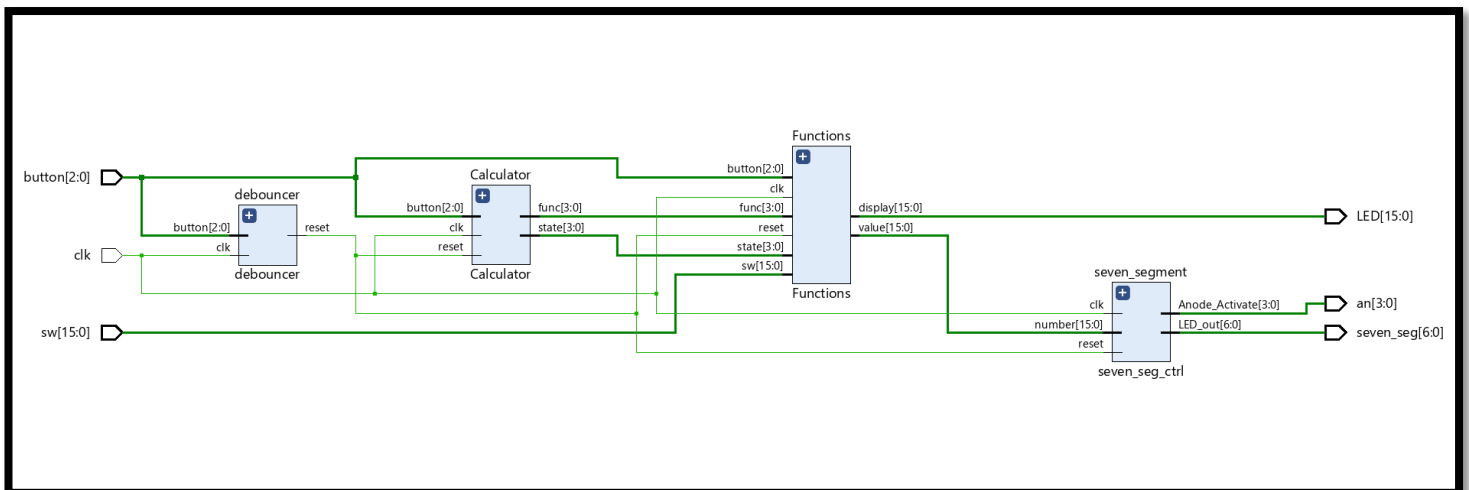 button[2:0]
clk
sw[15:0]
debouncer
button[2:0]
clk
reset
debouncer
Calculator
button[2:0]
clk
reset
func[3:0]
state[3:0]
Calculator
Functions
button[2:0]
clk
func[3:0]
reset
state[3:0]
sw[15:0]
display[15:0]
value[15:0]
Functions
seven_segment
clk
number[15:0]
reset
Anode_Activate[3:0]
LED_out[6:0]
seven_seg_ctrl
LED[15:0]
an[3:0]
seven_seg[6:0]